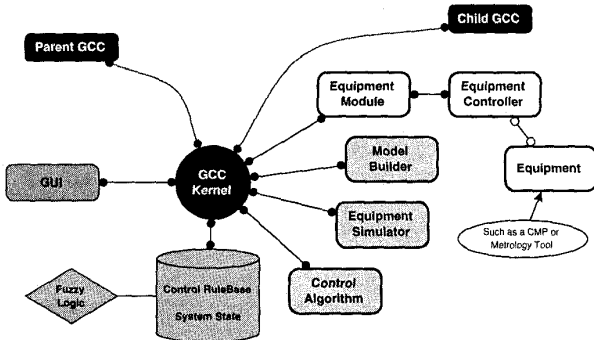 Child GCC
Parent GCC
Equipment
Module
Equipment
Controller
GCC
Kernel
Model
Builder
Equipment
GUI
Equipment
Simulator
Such as a CMP or
Metrology Tool
Fuzzy
Logic
Control RuleBase
System State
Control
Algorithm